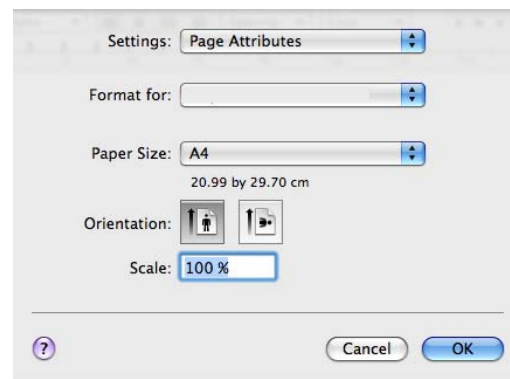 Settings: Page Attributes
Format for:
Paper Size: A4
20.99 by 29.70 cm
Orientation:
Scale: 100 %
? Cancel OK